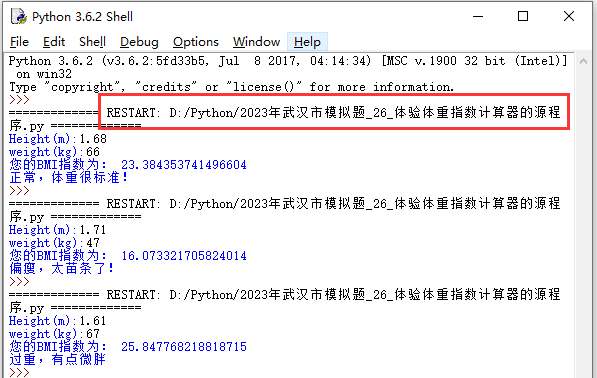 Python 3.6.2 Shell
File Edit Shell Debug Options Window Help
Python 3.6.2 (v3.6.2:5fd33b5, Jul  8 2017, 04:14:34) [MSC v.1900 32 bit (Intel)]
 on win32
Type "copyright", "credits" or "license()" for more information.
>>>
============= RESTART: D:/Python/2023年武汉市模拟题_26_体验体重指数计算器的源程
序.py =============
Height(m):1.68
weight(kg):66
您的BMI指数为： 23.384353741496604
正常，体重很标准！
>>>
============= RESTART: D:/Python/2023年武汉市模拟题_26_体验体重指数计算器的源程
序.py =============
Height(m):1.71
weight(kg):47
您的BMI指数为： 16.073321705824014
偏瘦，太苗条了！
>>>
============= RESTART: D:/Python/2023年武汉市模拟题_26_体验体重指数计算器的源程
序.py =============
Height(m):1.61
weight(kg):67
您的BMI指数为： 25.847768218818715
过重，有点微胖
>>>